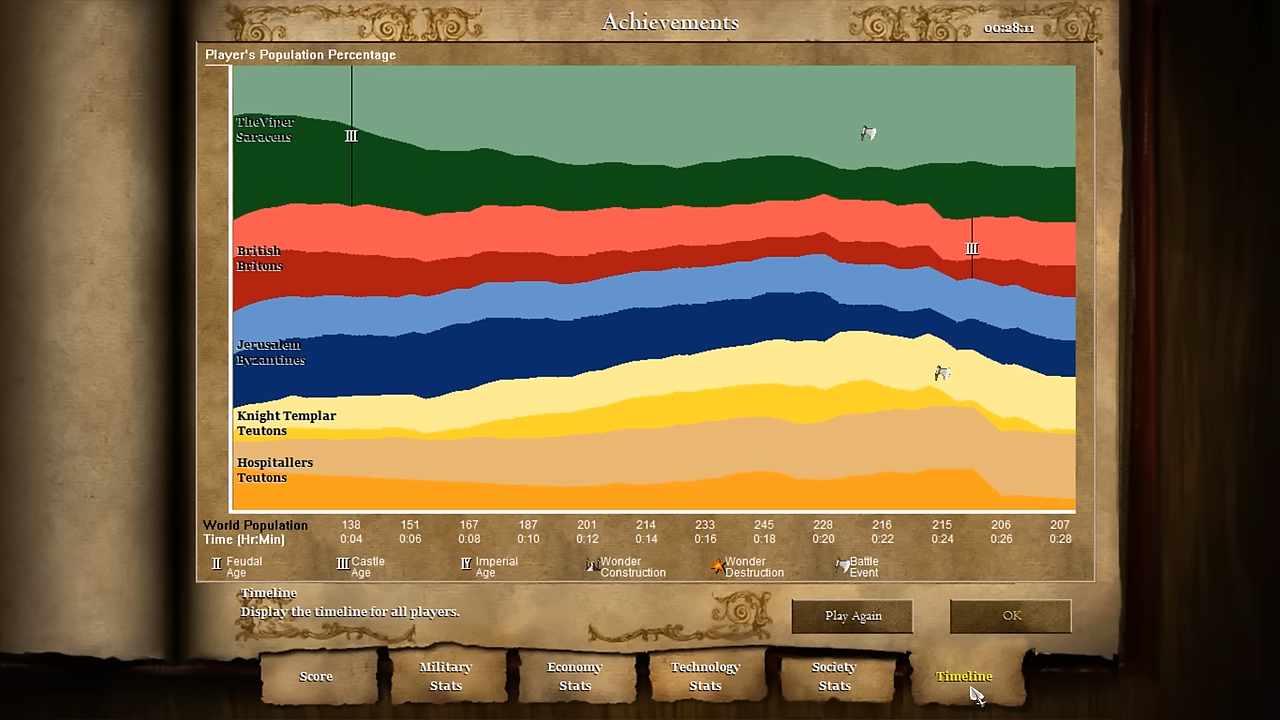 Achievements
00:28:11
Player's Population Percentage
TheViper
Saracens
III
British
Britons
III
Jerusalem
Byzantines
Knight Templar
Teutons
Hospitallers
Teutons
World Population 138 151 167 187 201 214 233 245 228 216 215 206 207
Time (Hr:Min) 0:04 0:06 0:08 0:10 0:12 0:14 0:16 0:18 0:20 0:22 0:24 0:26 0:28
II Feudal Age
III Castle Age
IV Imperial Age
Wonder Construction
Wonder Destruction
Battle Event
Timeline
Display the timeline for all players.
Play Again
OK
Score
Military Stats
Economy Stats
Technology Stats
Society Stats
Timeline